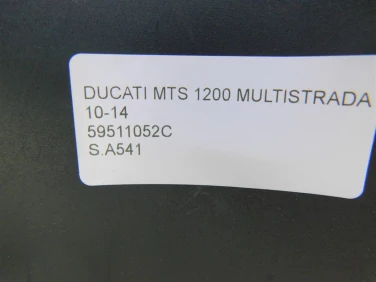 DUCATI MTS 1200 MULTISTRADA
10-14
59511052C
S.A541